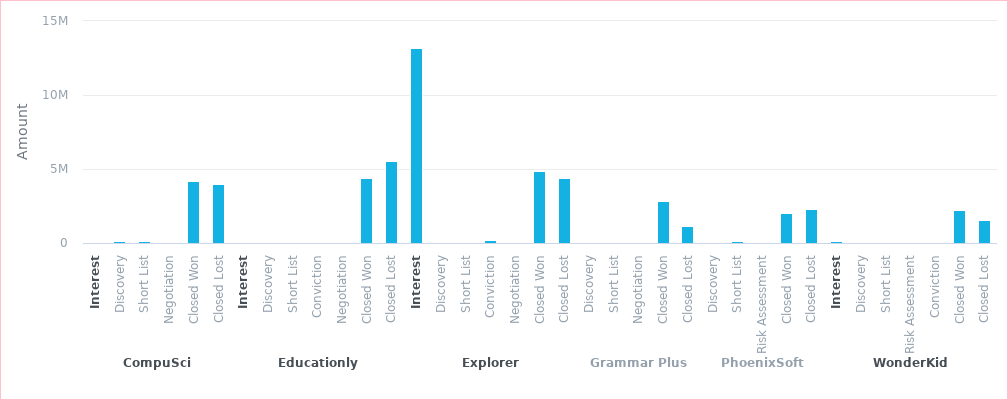 15M
10M
5M
0
Amount
Interest
Discovery
Short List
Negotiation
Closed Won
Closed Lost
Interest
Discovery
Short List
Conviction
Negotiation
Closed Won
Closed Lost
Interest
Discovery
Short List
Conviction
Negotiation
Closed Won
Closed Lost
Discovery
Short List
Negotiation
Closed Won
Closed Lost
Discovery
Short List
Risk Assessment
Closed Won
Closed Lost
Interest
Discovery
Short List
Risk Assessment
Conviction
Closed Won
Closed Lost
CompuSci
Educationly
Explorer
Grammar Plus
PhoenixSoft
WonderKid